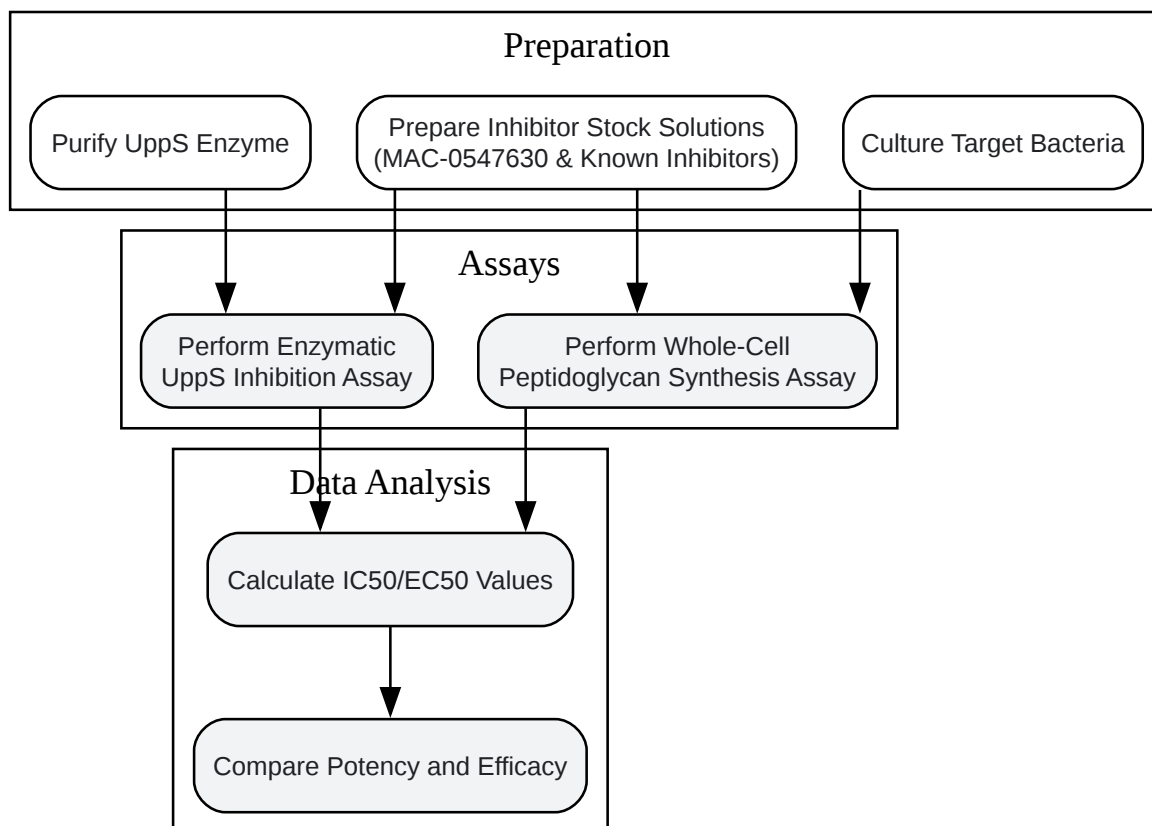 Preparation
Purify UppS Enzyme
Prepare Inhibitor Stock Solutions
(MAC-0547630 & Known Inhibitors)
Culture Target Bacteria
Assays
Perform Enzymatic
UppS Inhibition Assay
Perform Whole-Cell
Peptidoglycan Synthesis Assay
Data Analysis
Calculate IC50/EC50 Values
Compare Potency and Efficacy